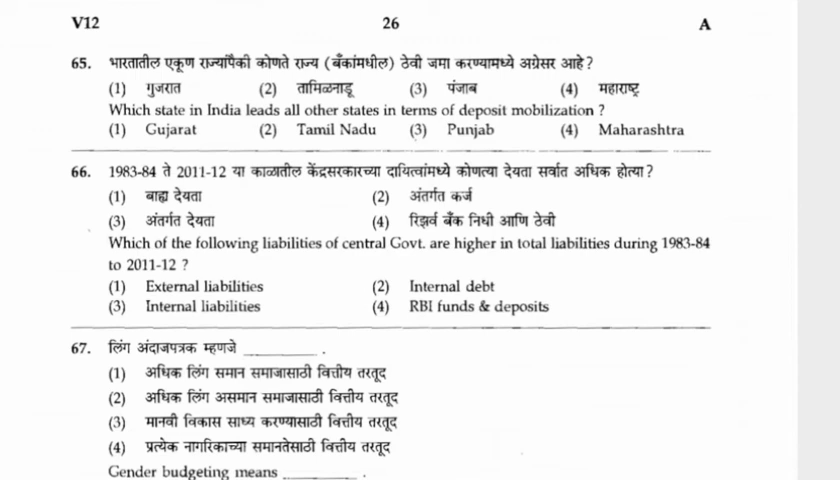 V12 26 A
65. भारतातील एकूण राज्यांपैकी कोणते राज्य (बँकांमधील) ठेवी जमा करण्यामध्ये अग्रेसर आहे ?
(1) गुजरात (2) तामिळनाडू (3) पंजाब (4) महाराष्ट्र
Which state in India leads all other states in terms of deposit mobilization ?
(1) Gujarat (2) Tamil Nadu (3) Punjab (4) Maharashtra
66. 1983-84 ते 2011-12 या काळातील केंद्रसरकारच्या दायित्वांमध्ये कोणत्या देयता सर्वात अधिक होत्या ?
(1) बाह्य देयता (2) अंतर्गत कर्ज
(3) अंतर्गत देयता (4) रिझर्व बँक निधी आणि ठेवी
Which of the following liabilities of central Govt. are higher in total liabilities during 1983-84
to 2011-12 ?
(1) External liabilities (2) Internal debt
(3) Internal liabilities (4) RBI funds & deposits
67. लिंग अंदाजपत्रक म्हणजे ________ .
(1) अधिक लिंग समान समाजासाठी वित्तीय तरतूद
(2) अधिक लिंग असमान समाजासाठी वित्तीय तरतूद
(3) मानवी विकास साध्य करण्यासाठी वित्तीय तरतूद
(4) प्रत्येक नागरिकाच्या समानतेसाठी वित्तीय तरतूद
Gender budgeting means ________ .